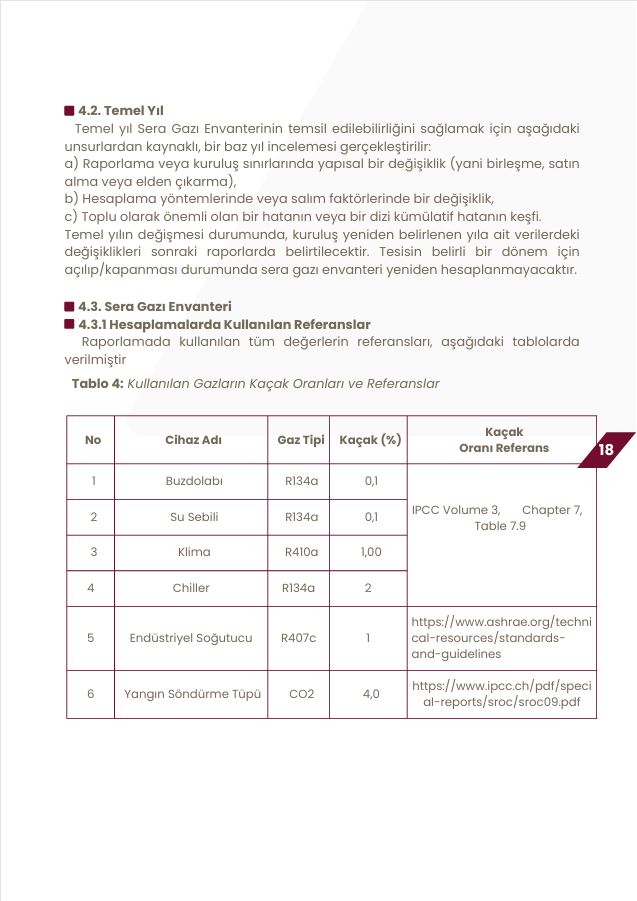 4.2. Temel Yıl
Temel yıl Sera Gazı Envanterinin temsil edilebilirliğini sağlamak için aşağıdaki
unsurlardan kaynaklı, bir baz yıl incelemesi gerçekleştirilir:
a) Raporlama veya kuruluş sınırlarında yapısal bir değişiklik (yani birleşme, satın
alma veya elden çıkarma),
b) Hesaplama yöntemlerinde veya salım faktörlerinde bir değişiklik,
c) Toplu olarak önemli olan bir hatanın veya bir dizi kümülatif hatanın keşfi.
Temel yılın değişmesi durumunda, kuruluş yeniden belirlenen yıla ait verilerdeki
değişiklikleri sonraki raporlarda belirtilecektir. Tesisin belirli bir dönem için
açılıp/kapanması durumunda sera gazı envanteri yeniden hesaplanmayacaktır.
4.3. Sera Gazı Envanteri
4.3.1 Hesaplamalarda Kullanılan Referanslar
Raporlamada kullanılan tüm değerlerin referansları, aşağıdaki tablolarda
verilmiştir
Tablo 4: Kullanılan Gazların Kaçak Oranları ve Referanslar
No Cihaz Adı Gaz Tipi Kaçak (%) Kaçak
Oranı Referans
18
1 Buzdolabı R134a 0,1
2 Su Sebili R134a 0,1
IPCC Volume 3, Chapter 7,
Table 7.9
3 Klima R410a 1,00
4 Chiller R134a 2
5 Endüstriyel Soğutucu R407c 1
https://www.ashrae.org/techni
cal-resources/standards-
and-guidelines
6 Yangın Söndürme Tüpü CO2 4,0
https://www.ipcc.ch/pdf/speci
al-reports/sroc/sroc09.pdf